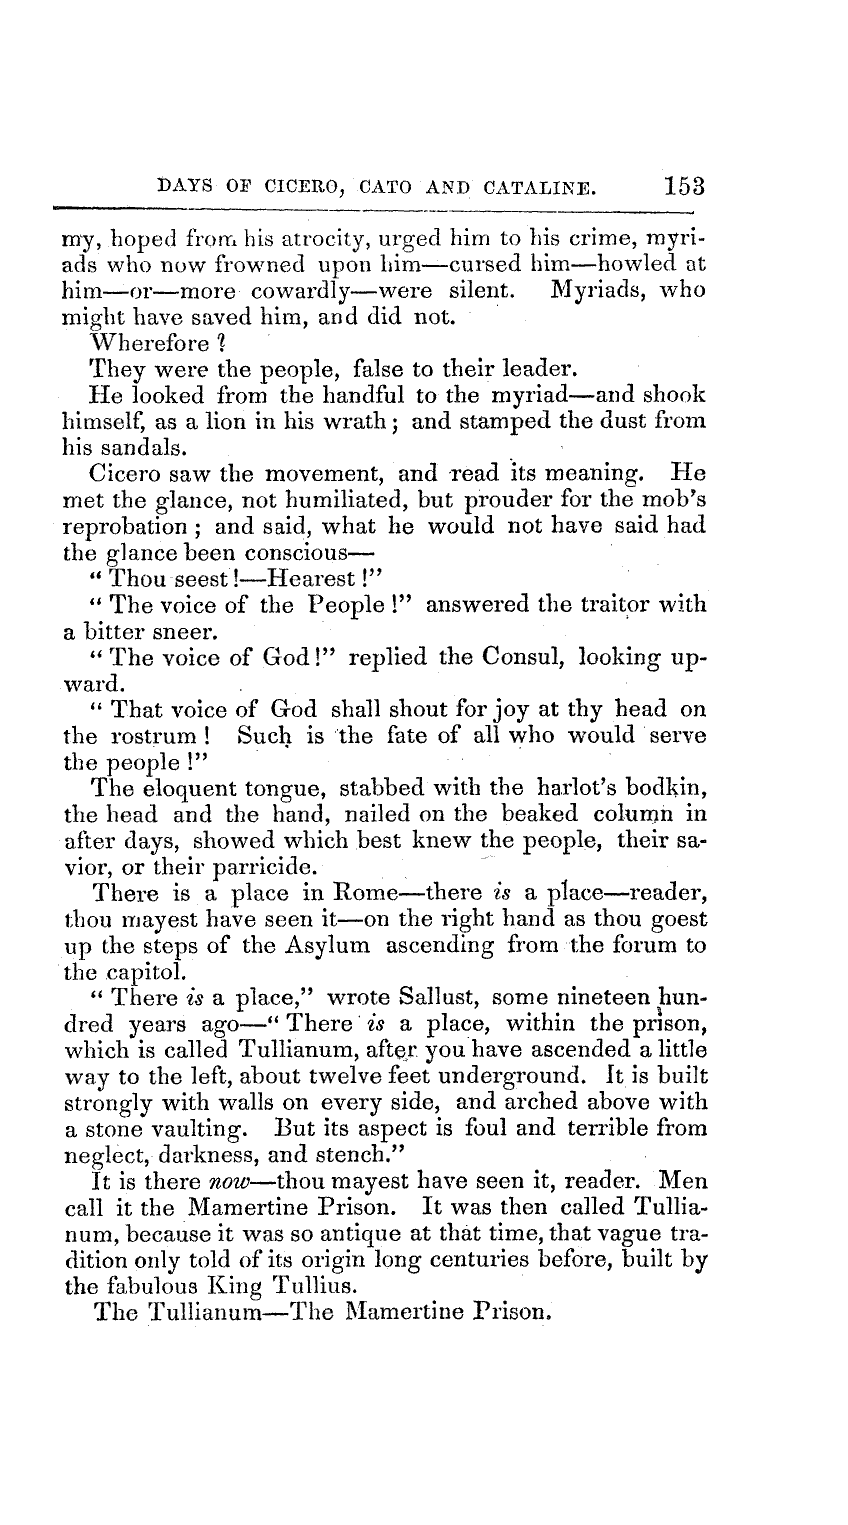 DAYS OF CICERO, CATO AND CATALINE. 153
my, hoped from his atrocity, urged him to his crime, myri-
ads who now frowned upon him—cursed him—howled at
him—or—more cowardly—were silent. Myriads, who
might have saved him, and did not.
Wherefore ?
They were the people, false to their leader.
He looked from the handful to the myriad—and shook
himself, as a lion in his wrath ; and stamped the dust from
his sandals.
Cicero saw the movement, and read its meaning. He
met the glance, not humiliated, but prouder for the mob's
reprobation ; and said, what he would not have said had
the glance been conscious—
“ Thou seest !—Hearest !”
“ The voice of the People !” answered the traitor with
a bitter sneer.
“ The voice of God !” replied the Consul, looking up-
ward.
“ That voice of God shall shout for joy at thy head on
the rostrum ! Such is the fate of all who would serve
the people !”
The eloquent tongue, stabbed with the harlot's bodkin,
the head and the hand, nailed on the beaked column in
after days, showed which best knew the people, their sa-
vior, or their parricide.
There is a place in Rome—there is a place—reader,
thou mayest have seen it—on the right hand as thou goest
up the steps of the Asylum ascending from the forum to
the capitol.
“ There is a place,” wrote Sallust, some nineteen hun-
dred years ago—“ There is a place, within the prison,
which is called Tullianum, after you have ascended a little
way to the left, about twelve feet underground. It is built
strongly with walls on every side, and arched above with
a stone vaulting. But its aspect is foul and terrible from
neglect, darkness, and stench.”
It is there now—thou mayest have seen it, reader. Men
call it the Mamertine Prison. It was then called Tullia-
num, because it was so antique at that time, that vague tra-
dition only told of its origin long centuries before, built by
the fabulous King Tullius.
The Tullianum—The Mamertine Prison.